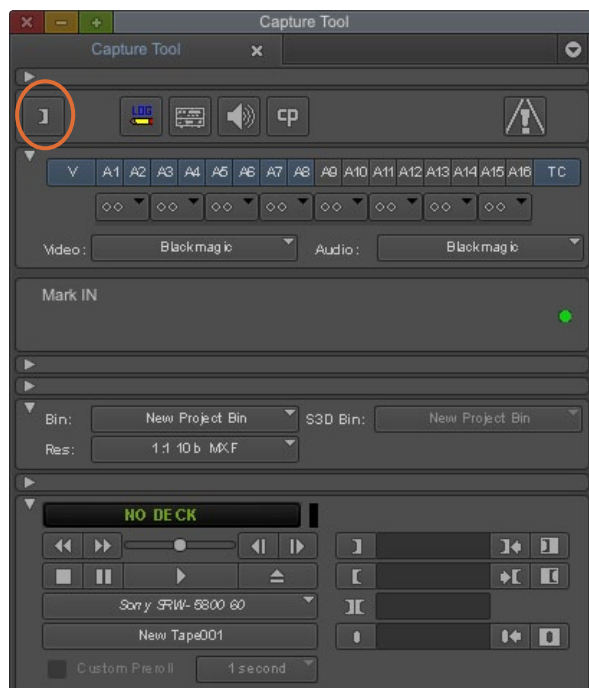 Capture Tool
Capture Tool
LOG CP
V A1 A2 A3 A4 A5 A6 A7 A8 A9 A10 A11 A12 A13 A14 A15 A16 TC
Video: Blackmagic Audio: Blackmagic
Mark IN
Bin: New Project Bin S3D Bin: New Project Bin
Res: 1:1 10b MXF
NO DECK
Sony SRW-5800 60
New Tape001
Custom Preroll 1 second